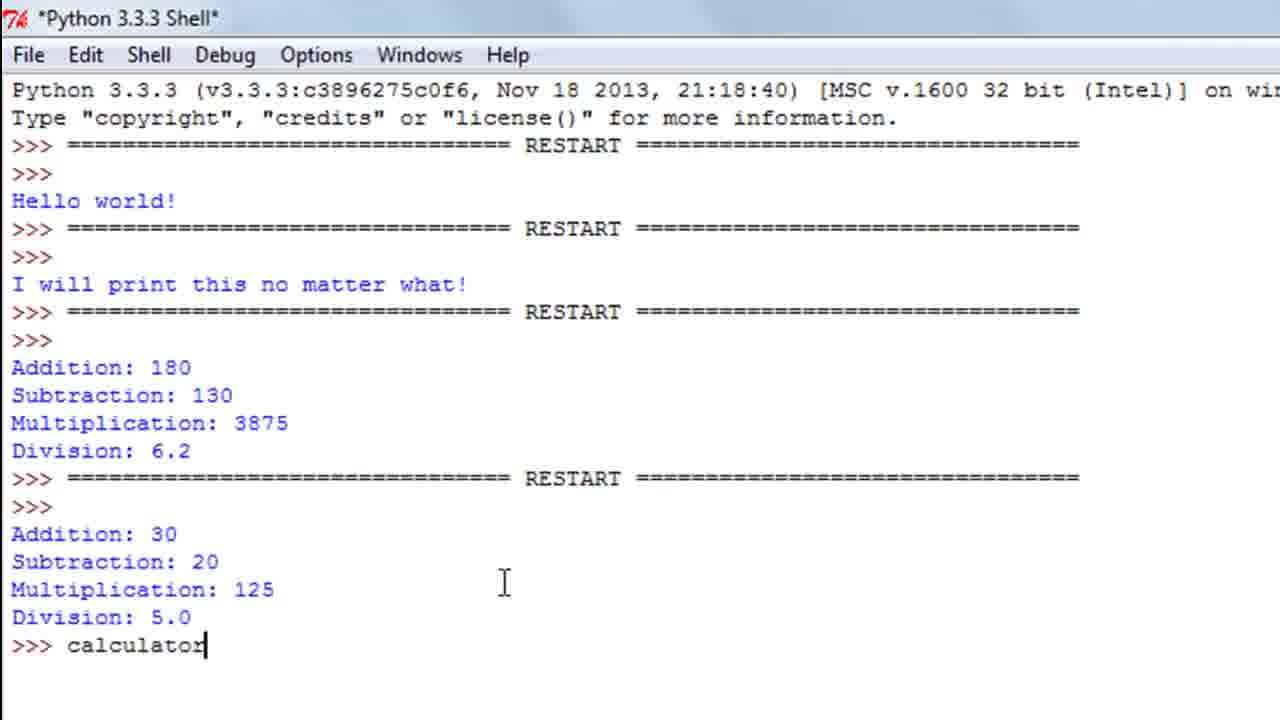 *Python 3.3.3 Shell*
File Edit Shell Debug Options Windows Help
Python 3.3.3 (v3.3.3:c3896275c0f6, Nov 18 2013, 21:18:40) [MSC v.1600 32 bit (Intel)] on win
Type "copyright", "credits" or "license()" for more information.
>>> ================================ RESTART ================================
>>>
Hello world!
>>> ================================ RESTART ================================
>>>
I will print this no matter what!
>>> ================================ RESTART ================================
>>>
Addition: 180
Subtraction: 130
Multiplication: 3875
Division: 6.2
>>> ================================ RESTART ================================
>>>
Addition: 30
Subtraction: 20
Multiplication: 125
Division: 5.0
>>> calculator